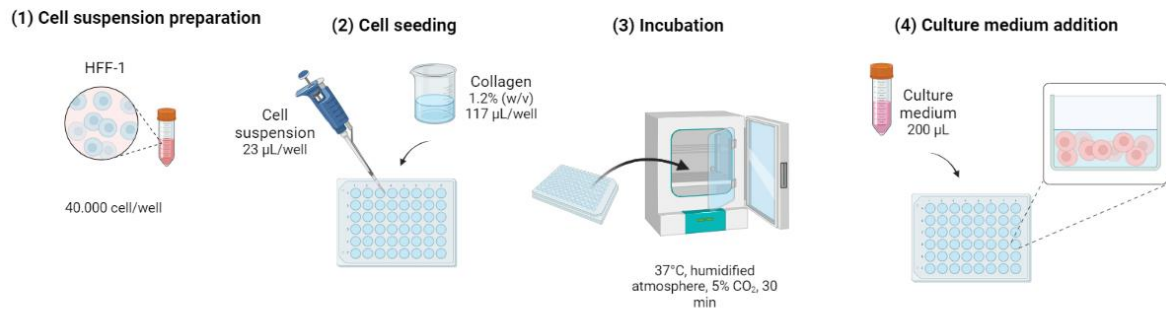 (1) Cell suspension preparation
HFF-1
40.000 cell/well
(2) Cell seeding
Cell
suspension
23 µL/well
Collagen
1.2% (w/v)
117 µL/well
(3) Incubation
37°C, humidified
atmosphere, 5% CO₂, 30
min
(4) Culture medium addition
Culture
medium
200 µL